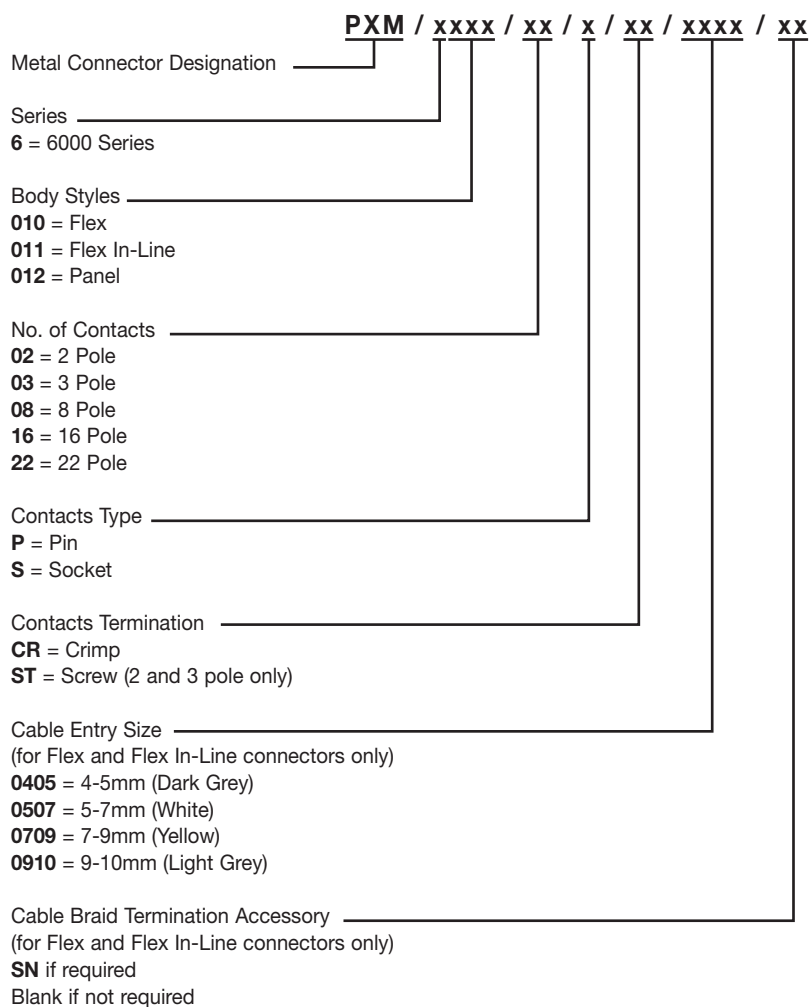 PXM / xxxx / xx / x / xx / xxxx / xx
Metal Connector Designation
Series
6 = 6000 Series
Body Styles
010 = Flex
011 = Flex In-Line
012 = Panel
No. of Contacts
02 = 2 Pole
03 = 3 Pole
08 = 8 Pole
16 = 16 Pole
22 = 22 Pole
Contacts Type
P = Pin
S = Socket
Contacts Termination
CR = Crimp
ST = Screw (2 and 3 pole only)
Cable Entry Size
(for Flex and Flex In-Line connectors only)
0405 = 4-5mm (Dark Grey)
0507 = 5-7mm (White)
0709 = 7-9mm (Yellow)
0910 = 9-10mm (Light Grey)
Cable Braid Termination Accessory
(for Flex and Flex In-Line connectors only)
SN if required
Blank if not required